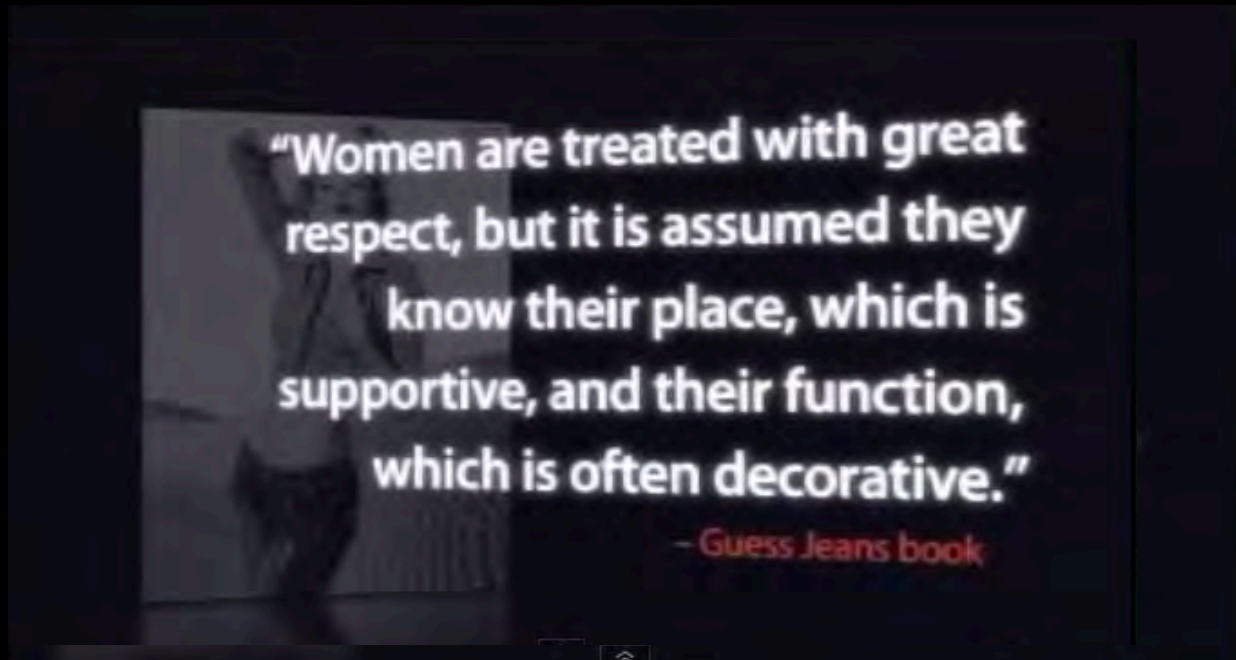 “Women are treated with great
respect, but it is assumed they
know their place, which is
supportive, and their function,
which is often decorative.”
– Guess Jeans book